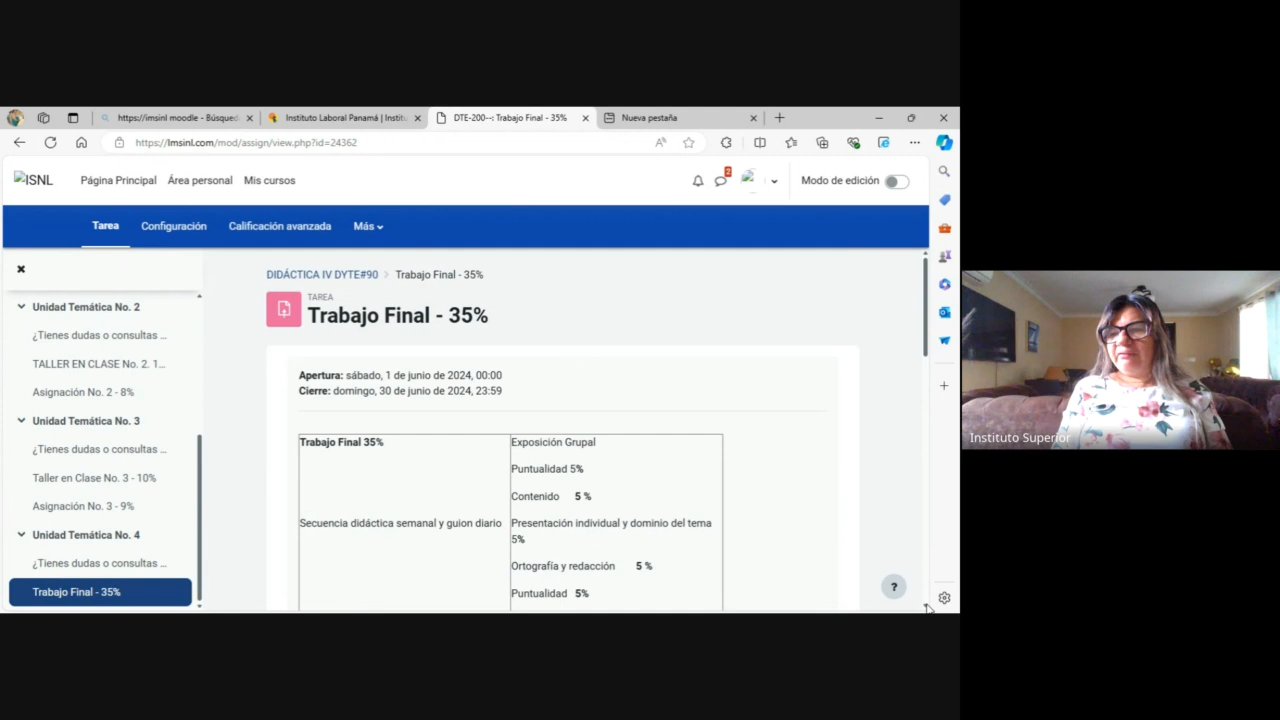 https://imsinl moodle - Búsqued
Instituto Laboral Panamá | Institu
DTE-200--: Trabajo Final - 35%
Nueva pestaña
https://lmsinl.com/mod/assign/view.php?id=24362
ISNL
Página Principal
Área personal
Mis cursos
2
Modo de edición
Tarea
Configuración
Calificación avanzada
Más
Unidad Temática No. 2
¿Tienes dudas o consultas ...
TALLER EN CLASE No. 2. 1...
Asignación No. 2 - 8%
Unidad Temática No. 3
¿Tienes dudas o consultas ...
Taller en Clase No. 3 - 10%
Asignación No. 3 - 9%
Unidad Temática No. 4
¿Tienes dudas o consultas ...
Trabajo Final - 35%
DIDÁCTICA IV DYTE#90 > Trabajo Final - 35%
TAREA
Trabajo Final - 35%
Apertura: sábado, 1 de junio de 2024, 00:00
Cierre: domingo, 30 de junio de 2024, 23:59
Trabajo Final 35%
Secuencia didáctica semanal y guion diario
Exposición Grupal
Puntualidad 5%
Contenido 5 %
Presentación individual y dominio del tema
5%
Ortografía y redacción 5 %
Puntualidad 5%
?
Instituto Superior